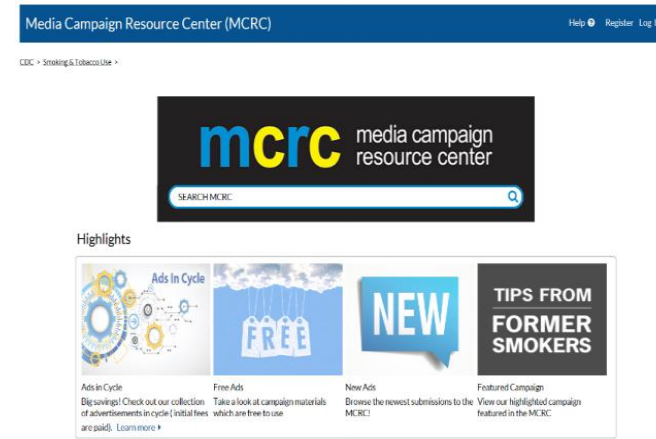 Media Campaign Resource Center (MCRC)
Help Register Log I
CDC > Smoking & Tobacco Use >
mcrc media campaign
resource center
SEARCH MCRC
Highlights
Ads In Cycle
FREE
NEW
TIPS FROM
FORMER
SMOKERS
Ads in Cycle
Big savings! Check out our collection
of advertisements in cycle ( initial fees
are paid). Learn more
Free Ads
Take a look at campaign materials
which are free to use
New Ads
Browse the newest submissions to the
MCRC!
Featured Campaign
View our highlighted campaign
featured in the MCRC